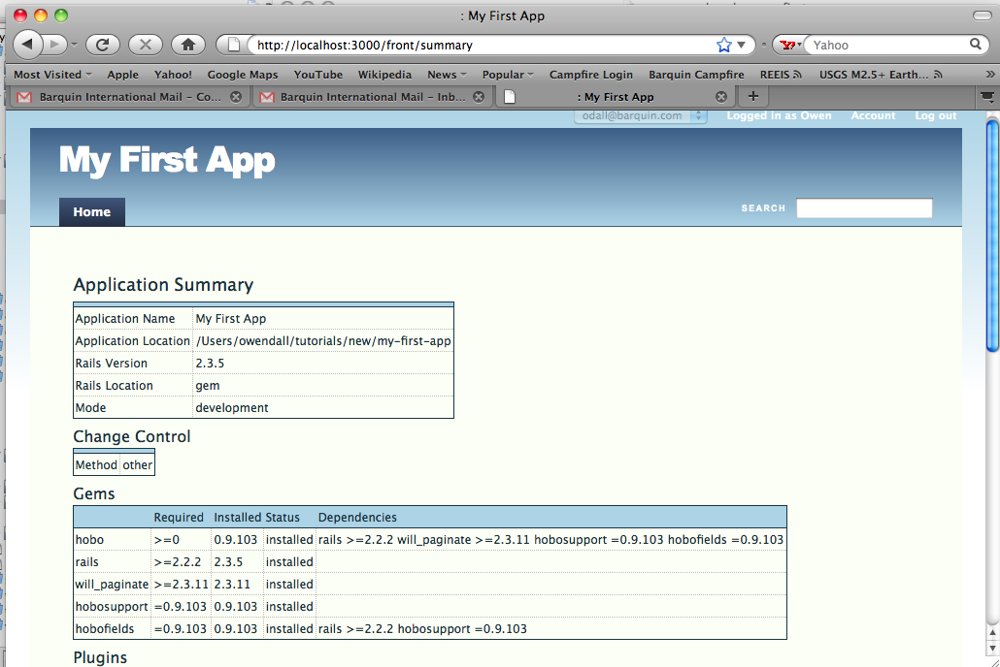 : My First App
http://localhost:3000/front/summary
Yahoo
Most Visited Apple Yahoo! Google Maps YouTube Wikipedia News Popular Campfire Login Barquin Campfire REEIS USGS M2.5+ Earth... »
Barquin International Mail – Co... Barquin International Mail – Inb... : My First App +
odall@barquin.com Logged in as Owen Account Log out
My First App
Home SEARCH
Application Summary
Application Name My First App
Application Location /Users/owendall/tutorials/new/my-first-app
Rails Version 2.3.5
Rails Location gem
Mode development
Change Control
Method other
Gems
Required Installed Status Dependencies
hobo >=0 0.9.103 installed rails >=2.2.2 will_paginate >=2.3.11 hobosupport =0.9.103 hobofields =0.9.103
rails >=2.2.2 2.3.5 installed
will_paginate >=2.3.11 2.3.11 installed
hobosupport =0.9.103 0.9.103 installed
hobofields =0.9.103 0.9.103 installed rails >=2.2.2 hobosupport =0.9.103
Plugins